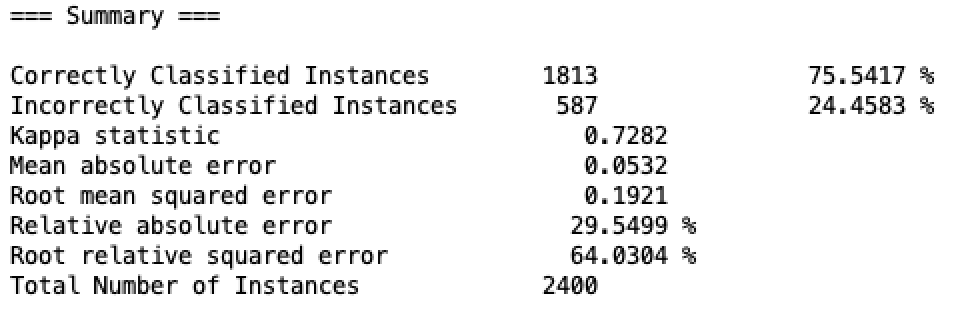 === Summary ===
Correctly Classified Instances 1813 75.5417 %
Incorrectly Classified Instances 587 24.4583 %
Kappa statistic 0.7282
Mean absolute error 0.0532
Root mean squared error 0.1921
Relative absolute error 29.5499 %
Root relative squared error 64.0304 %
Total Number of Instances 2400